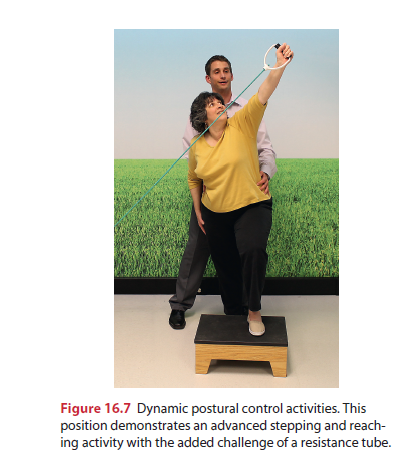 Figure 16.7 Dynamic postural control activities. This
position demonstrates an advanced stepping and reach-
ing activity with the added challenge of a resistance tube.